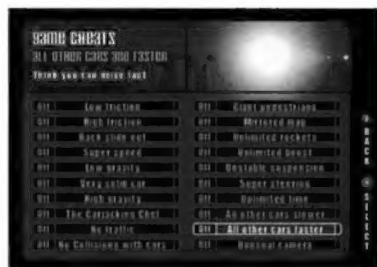 GAME CHEATS
ALL OTHER CARS ARE FASTER
Think you can drive fast
Off Low friction
Off High friction
Off Back slide out
Off Super speed
Off Low gravity
Off Very solid car
Off High gravity
Off The Carjacking Chef
Off No traffic
Off No Collisions with cars
Off Giant pedestrians
Off Mirrored map
Off Unlimited rockets
Off Unlimited boost
Off Unstable suspension
Off Super steering
Off Unlimited time
Off All other cars slower
Off All other cars faster
Off Unusual camera
BACK
SELECT